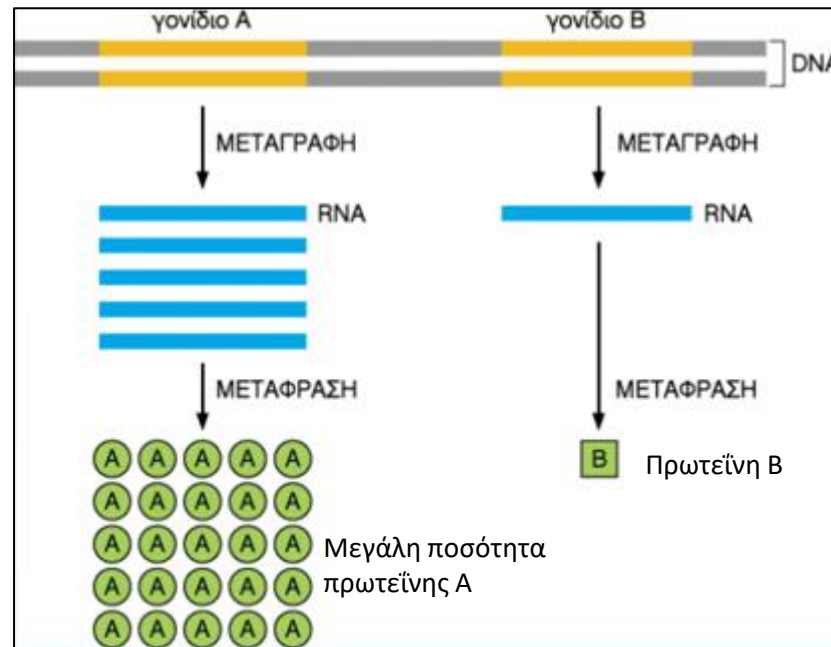 γονίδιο Α
γονίδιο Β
DNA
ΜΕΤΑΓΡΑΦΗ
ΜΕΤΑΓΡΑΦΗ
RNA
RNA
ΜΕΤΑΦΡΑΣΗ
ΜΕΤΑΦΡΑΣΗ
A A A A A
A A A A A
A A A A A
A A A A A
A A A A A
B
Πρωτεΐνη Β
Μεγάλη ποσότητα
πρωτεΐνης Α